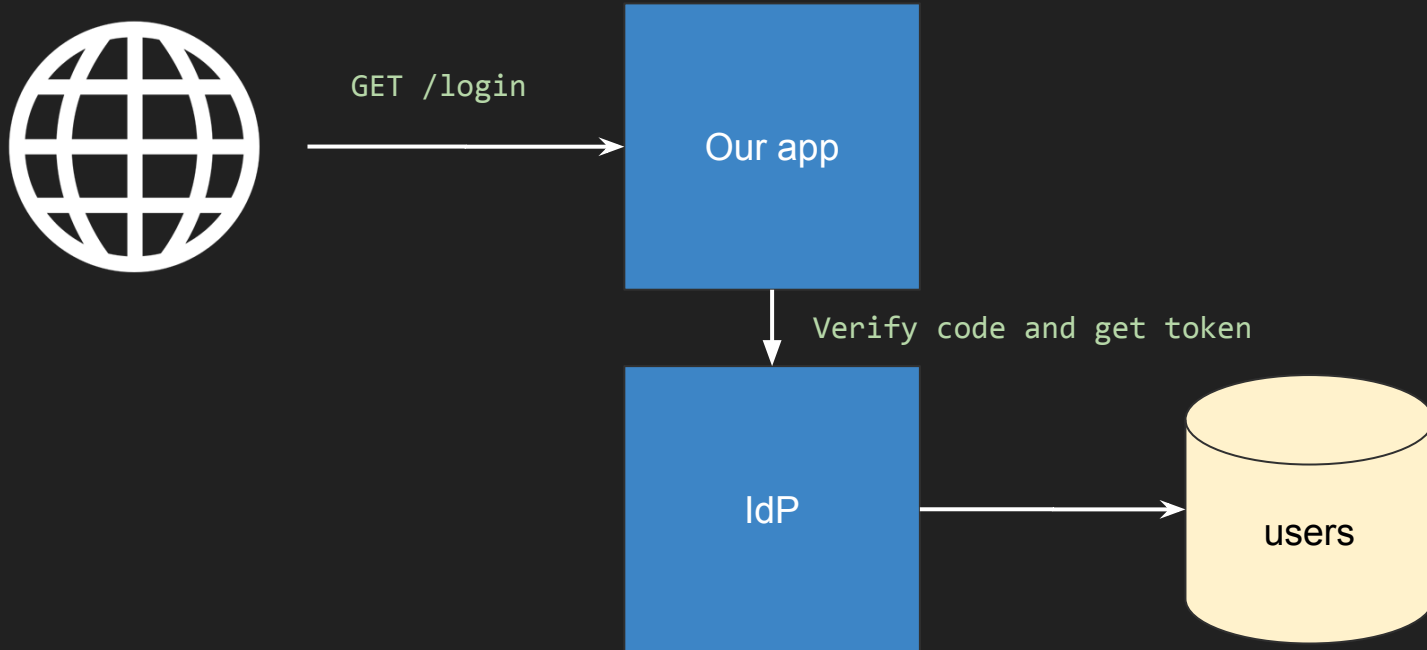 GET /login
Our app
Verify code and get token
IdP
users